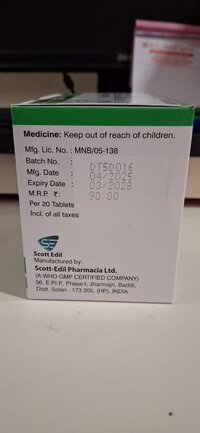 Medicine: Keep out of reach of children.
Mfg. Lic. No. : MNB/05-138
Batch No. : DT5D016
Mfg. Date : 04/2025
Expiry Date : 03/2028
M.R.P. ₹: 90.00
Per 20 Tablets
Incl. of all taxes
Scott Edil
Manufactured by:
Scott-Edil Pharmacia Ltd.
(A WHO GMP CERTIFIED COMPANY)
56, E.P.I.P., Phase-I, Jharmajri, Baddi,
Distt. Solan - 173 205. (HP), INDIA